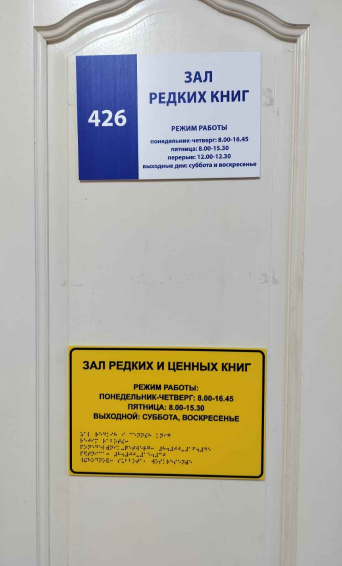 426
ЗАЛ
РЕДКИХ КНИГ
РЕЖИМ РАБОТЫ
понедельник-четверг: 8.00-16.45
пятница: 8.00-15.30
перерыв: 12.00-12.30
выходные дни: суббота и воскресенье
ЗАЛ РЕДКИХ И ЦЕННЫХ КНИГ
РЕЖИМ РАБОТЫ:
ПОНЕДЕЛЬНИК-ЧЕТВЕРГ: 8.00-16.45
ПЯТНИЦА: 8.00-15.30
ВЫХОДНОЙ: СУББОТА, ВОСКРЕСЕНЬЕ